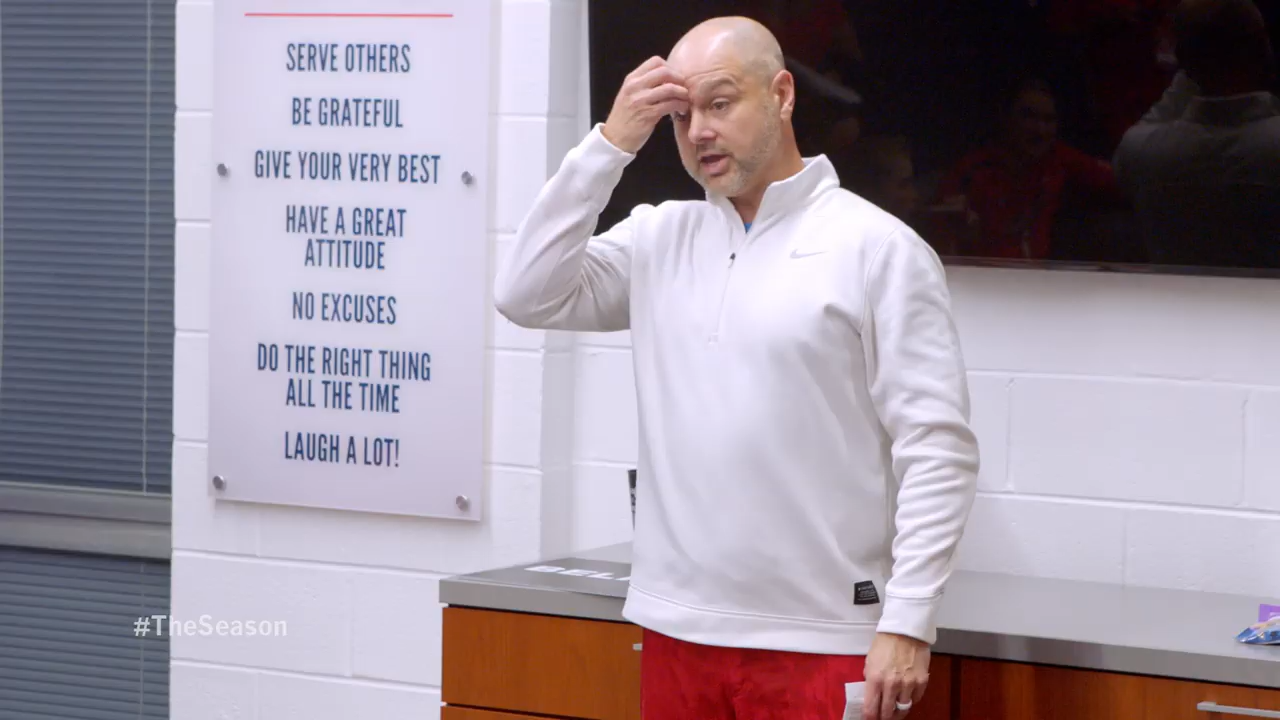 SERVE OTHERS
BE GRATEFUL
GIVE YOUR VERY BEST
HAVE A GREAT
ATTITUDE
NO EXCUSES
DO THE RIGHT THING
ALL THE TIME
LAUGH A LOT!
#TheSeason